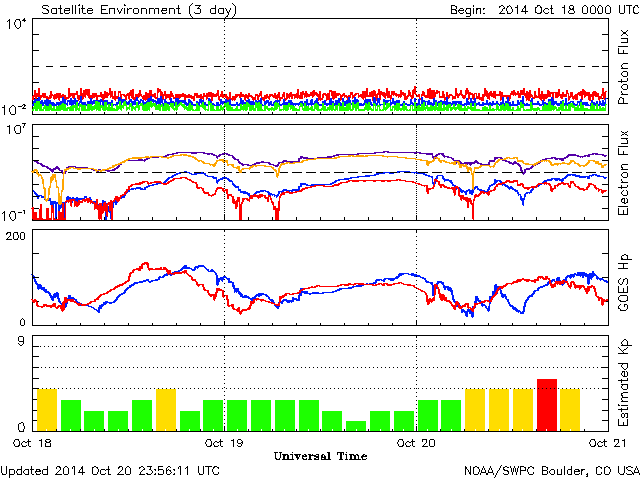 Satellite Environment (3 day) Begin: 2014 Oct 18 0000 UTC
10⁴
10⁻²
Proton Flux
10⁷
10⁻¹
Electron Flux
200
100
0
GOES Hp
9
0
Estimated Kp
Oct 18 Oct 19 Oct 20 Oct 21
Universal Time
Updated 2014 Oct 20 23:56:11 UTC NOAA/SWPC Boulder, CO USA